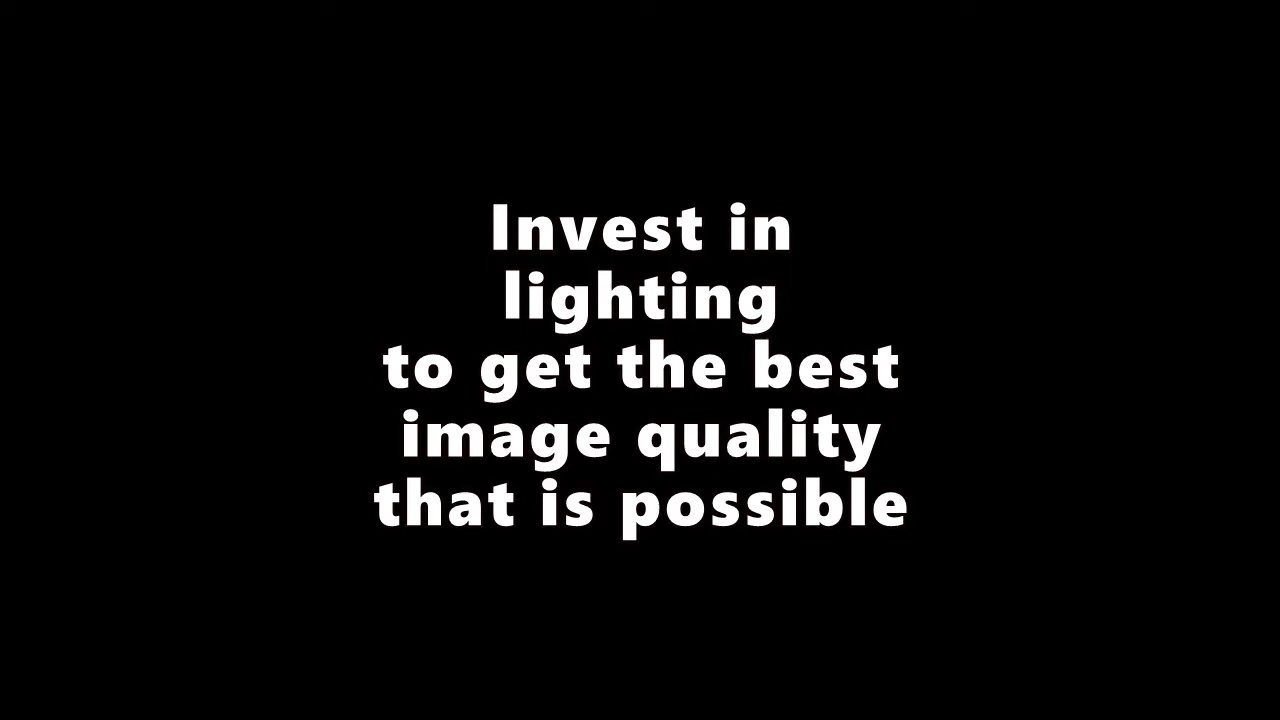 Invest in
lighting
to get the best
image quality
that is possible